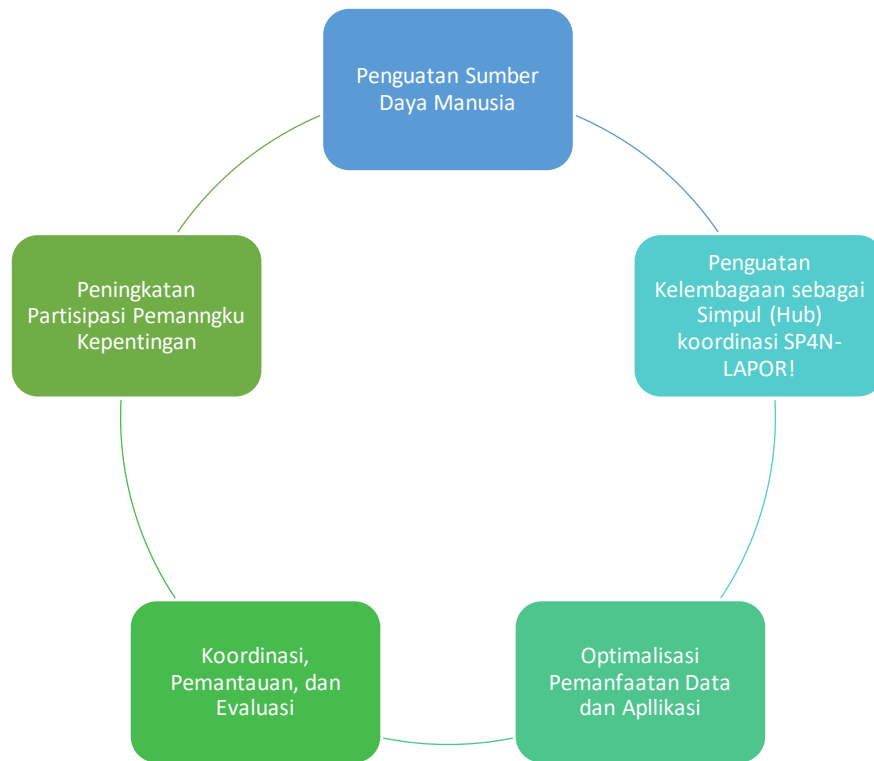 Penguatan Sumber
Daya Manusia
Penguatan
Kelembagaan sebagai
Simpul (Hub)
koordinasi SP4N-
LAPOR!
Optimalisasi
Pemanfaatan Data
dan Apllikasi
Koordinasi,
Pemantauan, dan
Evaluasi
Peningkatan
Partisipasi Pemanngku
Kepentingan